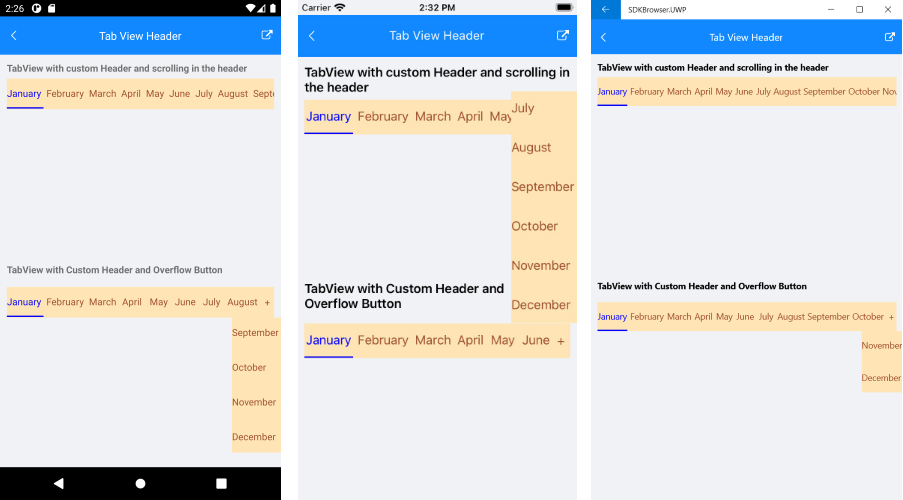 2:26
Tab View Header
TabView with custom Header and scrolling in the header
January February March April May June July August Septe
TabView with Custom Header and Overflow Button
January February March April May June July August +
September
October
November
December
Carrier 2:32 PM
Tab View Header
TabView with custom Header and scrolling in
the header
January February March April May
July
August
September
October
November
December
TabView with Custom Header and
Overflow Button
January February March April May June +
SDKBrowser.UWP
Tab View Header
TabView with custom Header and scrolling in the header
January February March April May June July August September October Nov
TabView with Custom Header and Overflow Button
January February March April May June July August September October +
November
December